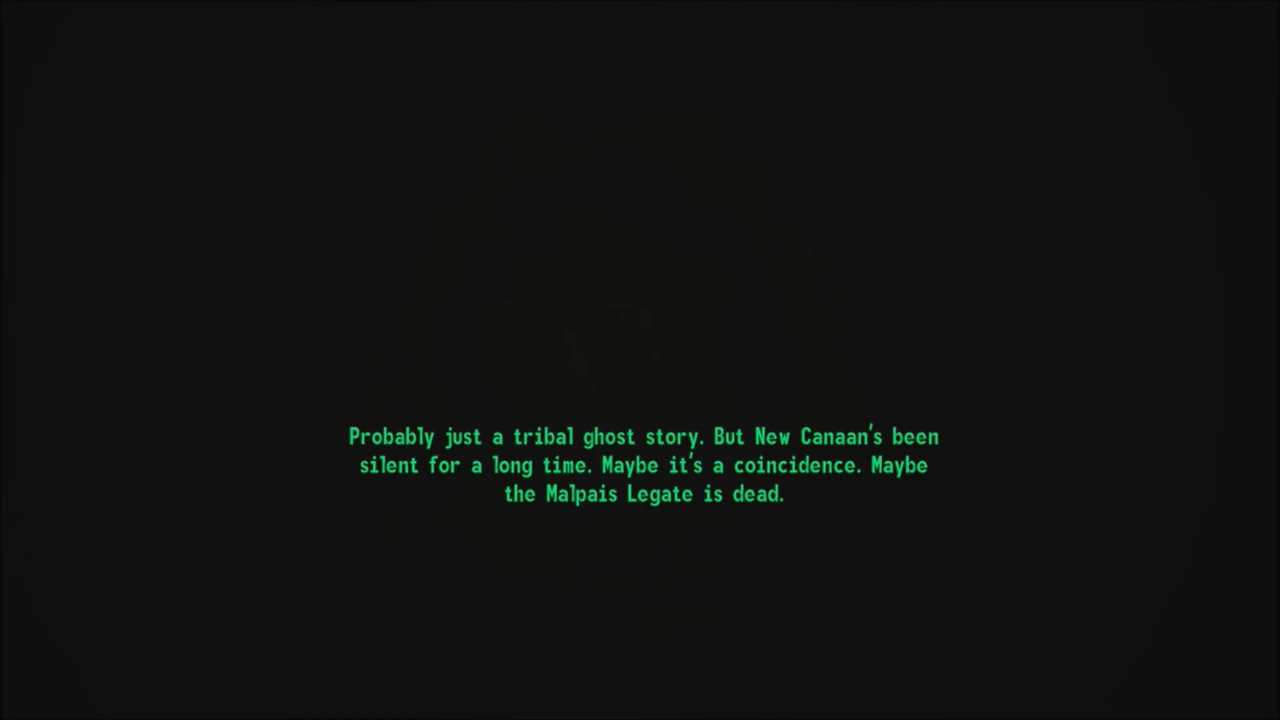 Probably just a tribal ghost story. But New Canaan's been
silent for a long time. Maybe it's a coincidence. Maybe
the Malpais Legate is dead.